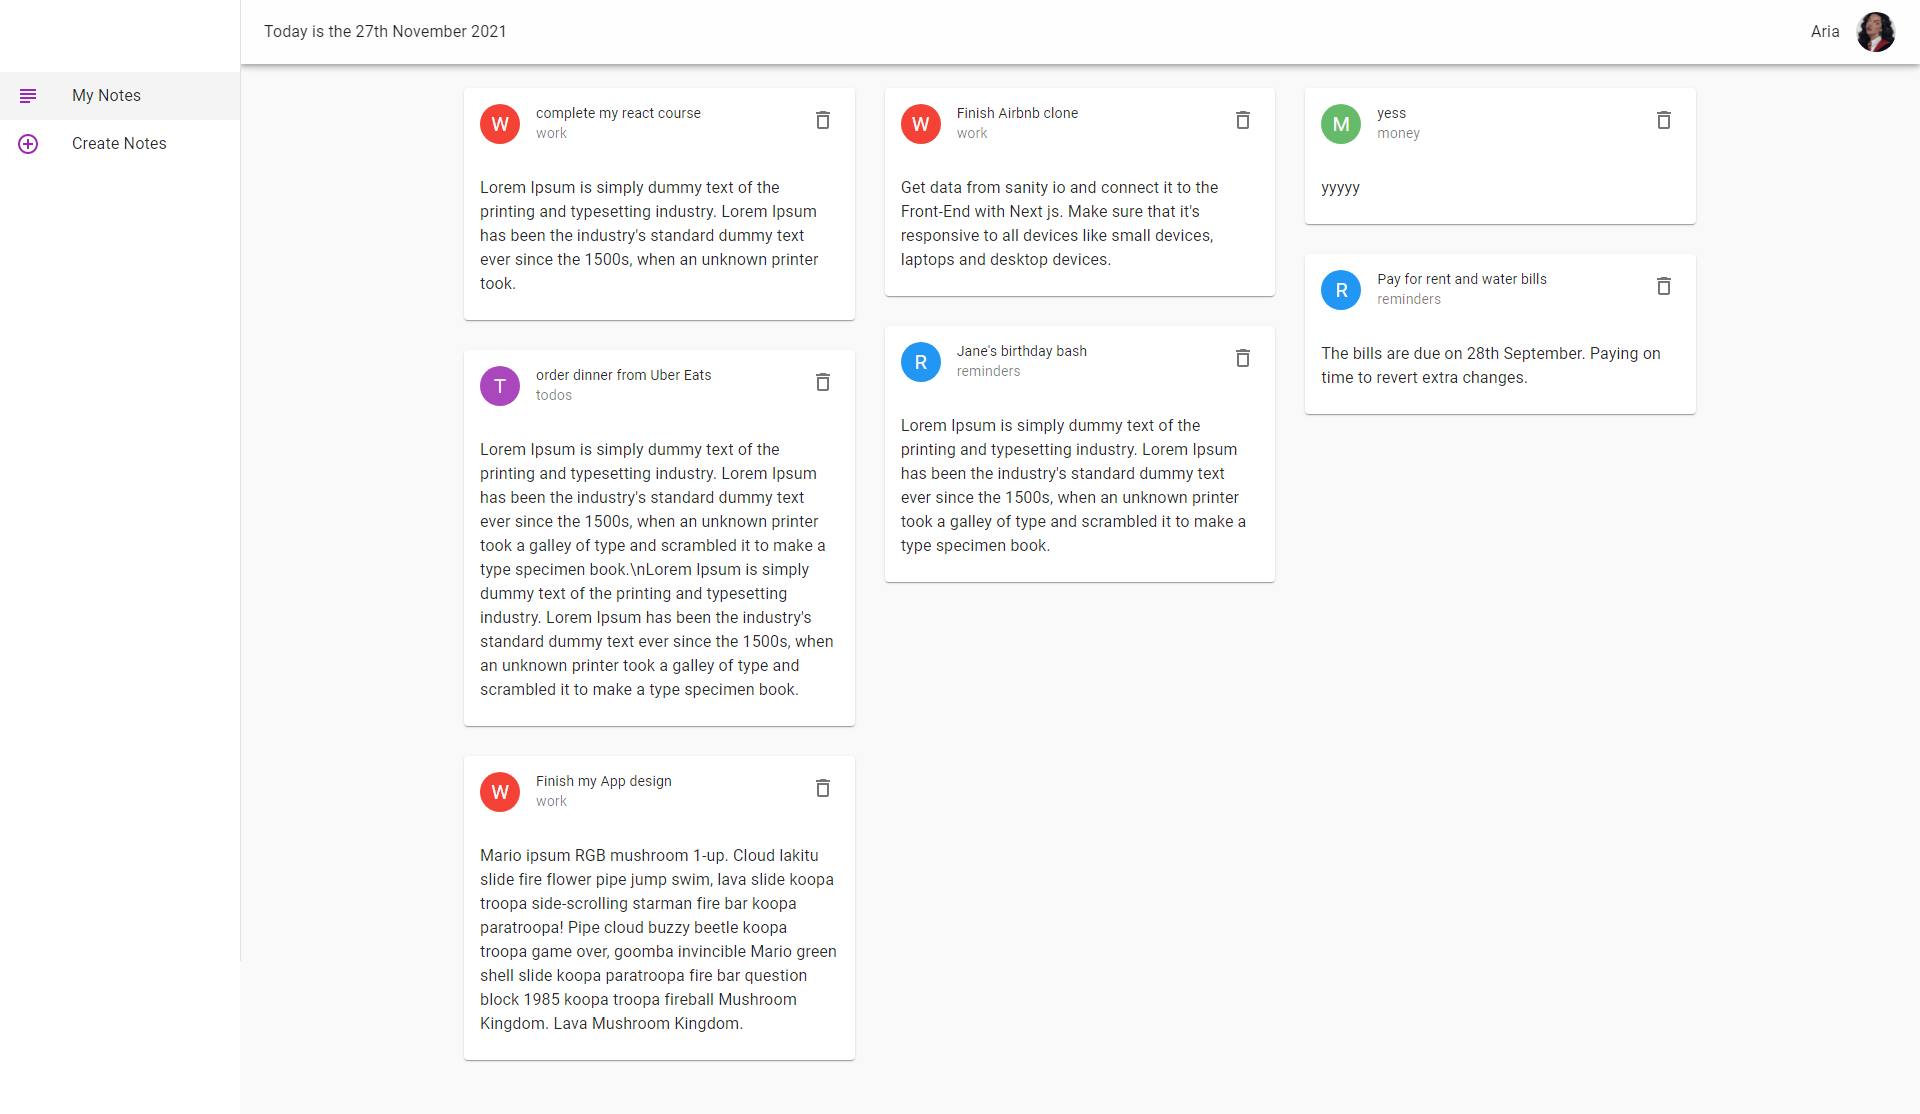 Today is the 27th November 2021
Aria
My Notes
Create Notes
W
complete my react course
work
Lorem Ipsum is simply dummy text of the
printing and typesetting industry. Lorem Ipsum
has been the industry's standard dummy text
ever since the 1500s, when an unknown printer
took.
T
order dinner from Uber Eats
todos
Lorem Ipsum is simply dummy text of the
printing and typesetting industry. Lorem Ipsum
has been the industry's standard dummy text
ever since the 1500s, when an unknown printer
took a galley of type and scrambled it to make a
type specimen book.\nLorem Ipsum is simply
dummy text of the printing and typesetting
industry. Lorem Ipsum has been the industry's
standard dummy text ever since the 1500s, when
an unknown printer took a galley of type and
scrambled it to make a type specimen book.
W
Finish my App design
work
Mario ipsum RGB mushroom 1-up. Cloud lakitu
slide fire flower pipe jump swim, lava slide koopa
troopa side-scrolling starman fire bar koopa
paratroopa! Pipe cloud buzzy beetle koopa
troopa game over, goomba invincible Mario green
shell slide koopa paratroopa fire bar question
block 1985 koopa troopa fireball Mushroom
Kingdom. Lava Mushroom Kingdom.
W
Finish Airbnb clone
work
Get data from sanity io and connect it to the
Front-End with Next js. Make sure that it's
responsive to all devices like small devices,
laptops and desktop devices.
R
Jane's birthday bash
reminders
Lorem Ipsum is simply dummy text of the
printing and typesetting industry. Lorem Ipsum
has been the industry's standard dummy text
ever since the 1500s, when an unknown printer
took a galley of type and scrambled it to make a
type specimen book.
M
yess
money
yyyyy
R
Pay for rent and water bills
reminders
The bills are due on 28th September. Paying on
time to revert extra changes.